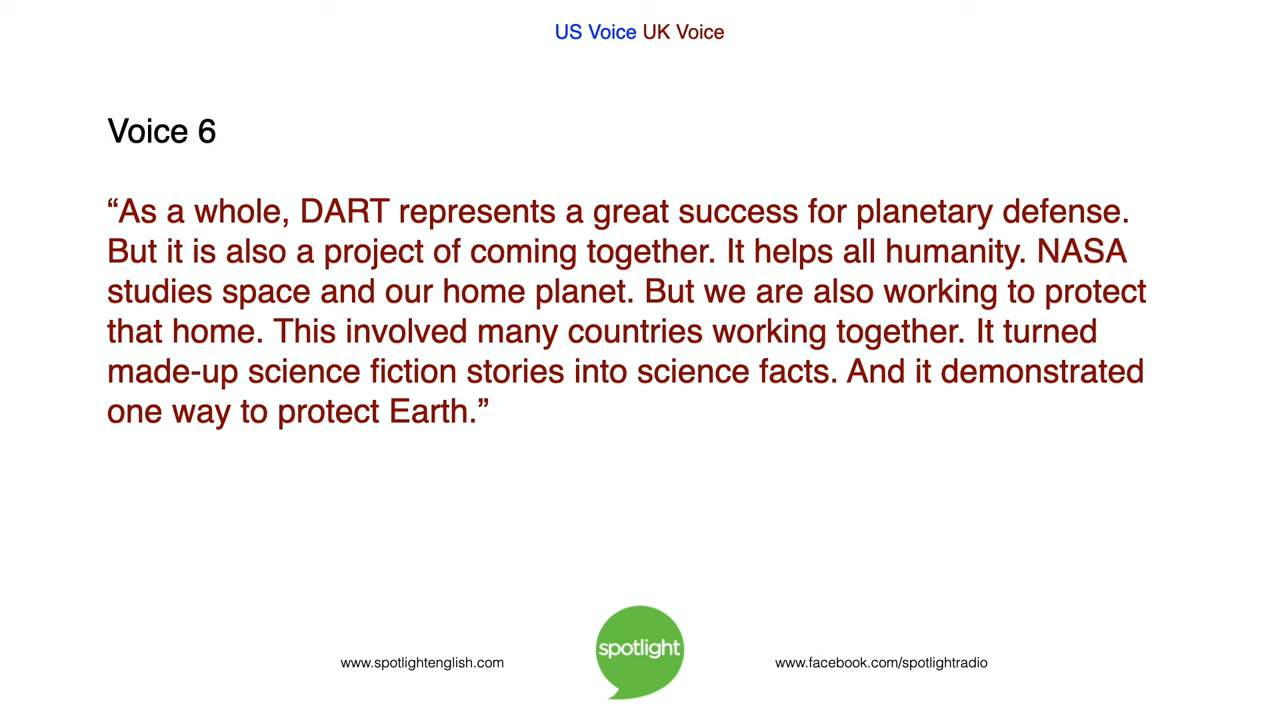 US Voice UK Voice
Voice 6
“As a whole, DART represents a great success for planetary defense.
But it is also a project of coming together. It helps all humanity. NASA
studies space and our home planet. But we are also working to protect
that home. This involved many countries working together. It turned
made-up science fiction stories into science facts. And it demonstrated
one way to protect Earth.”
spotlight
www.spotlightenglish.com
www.facebook.com/spotlightradio